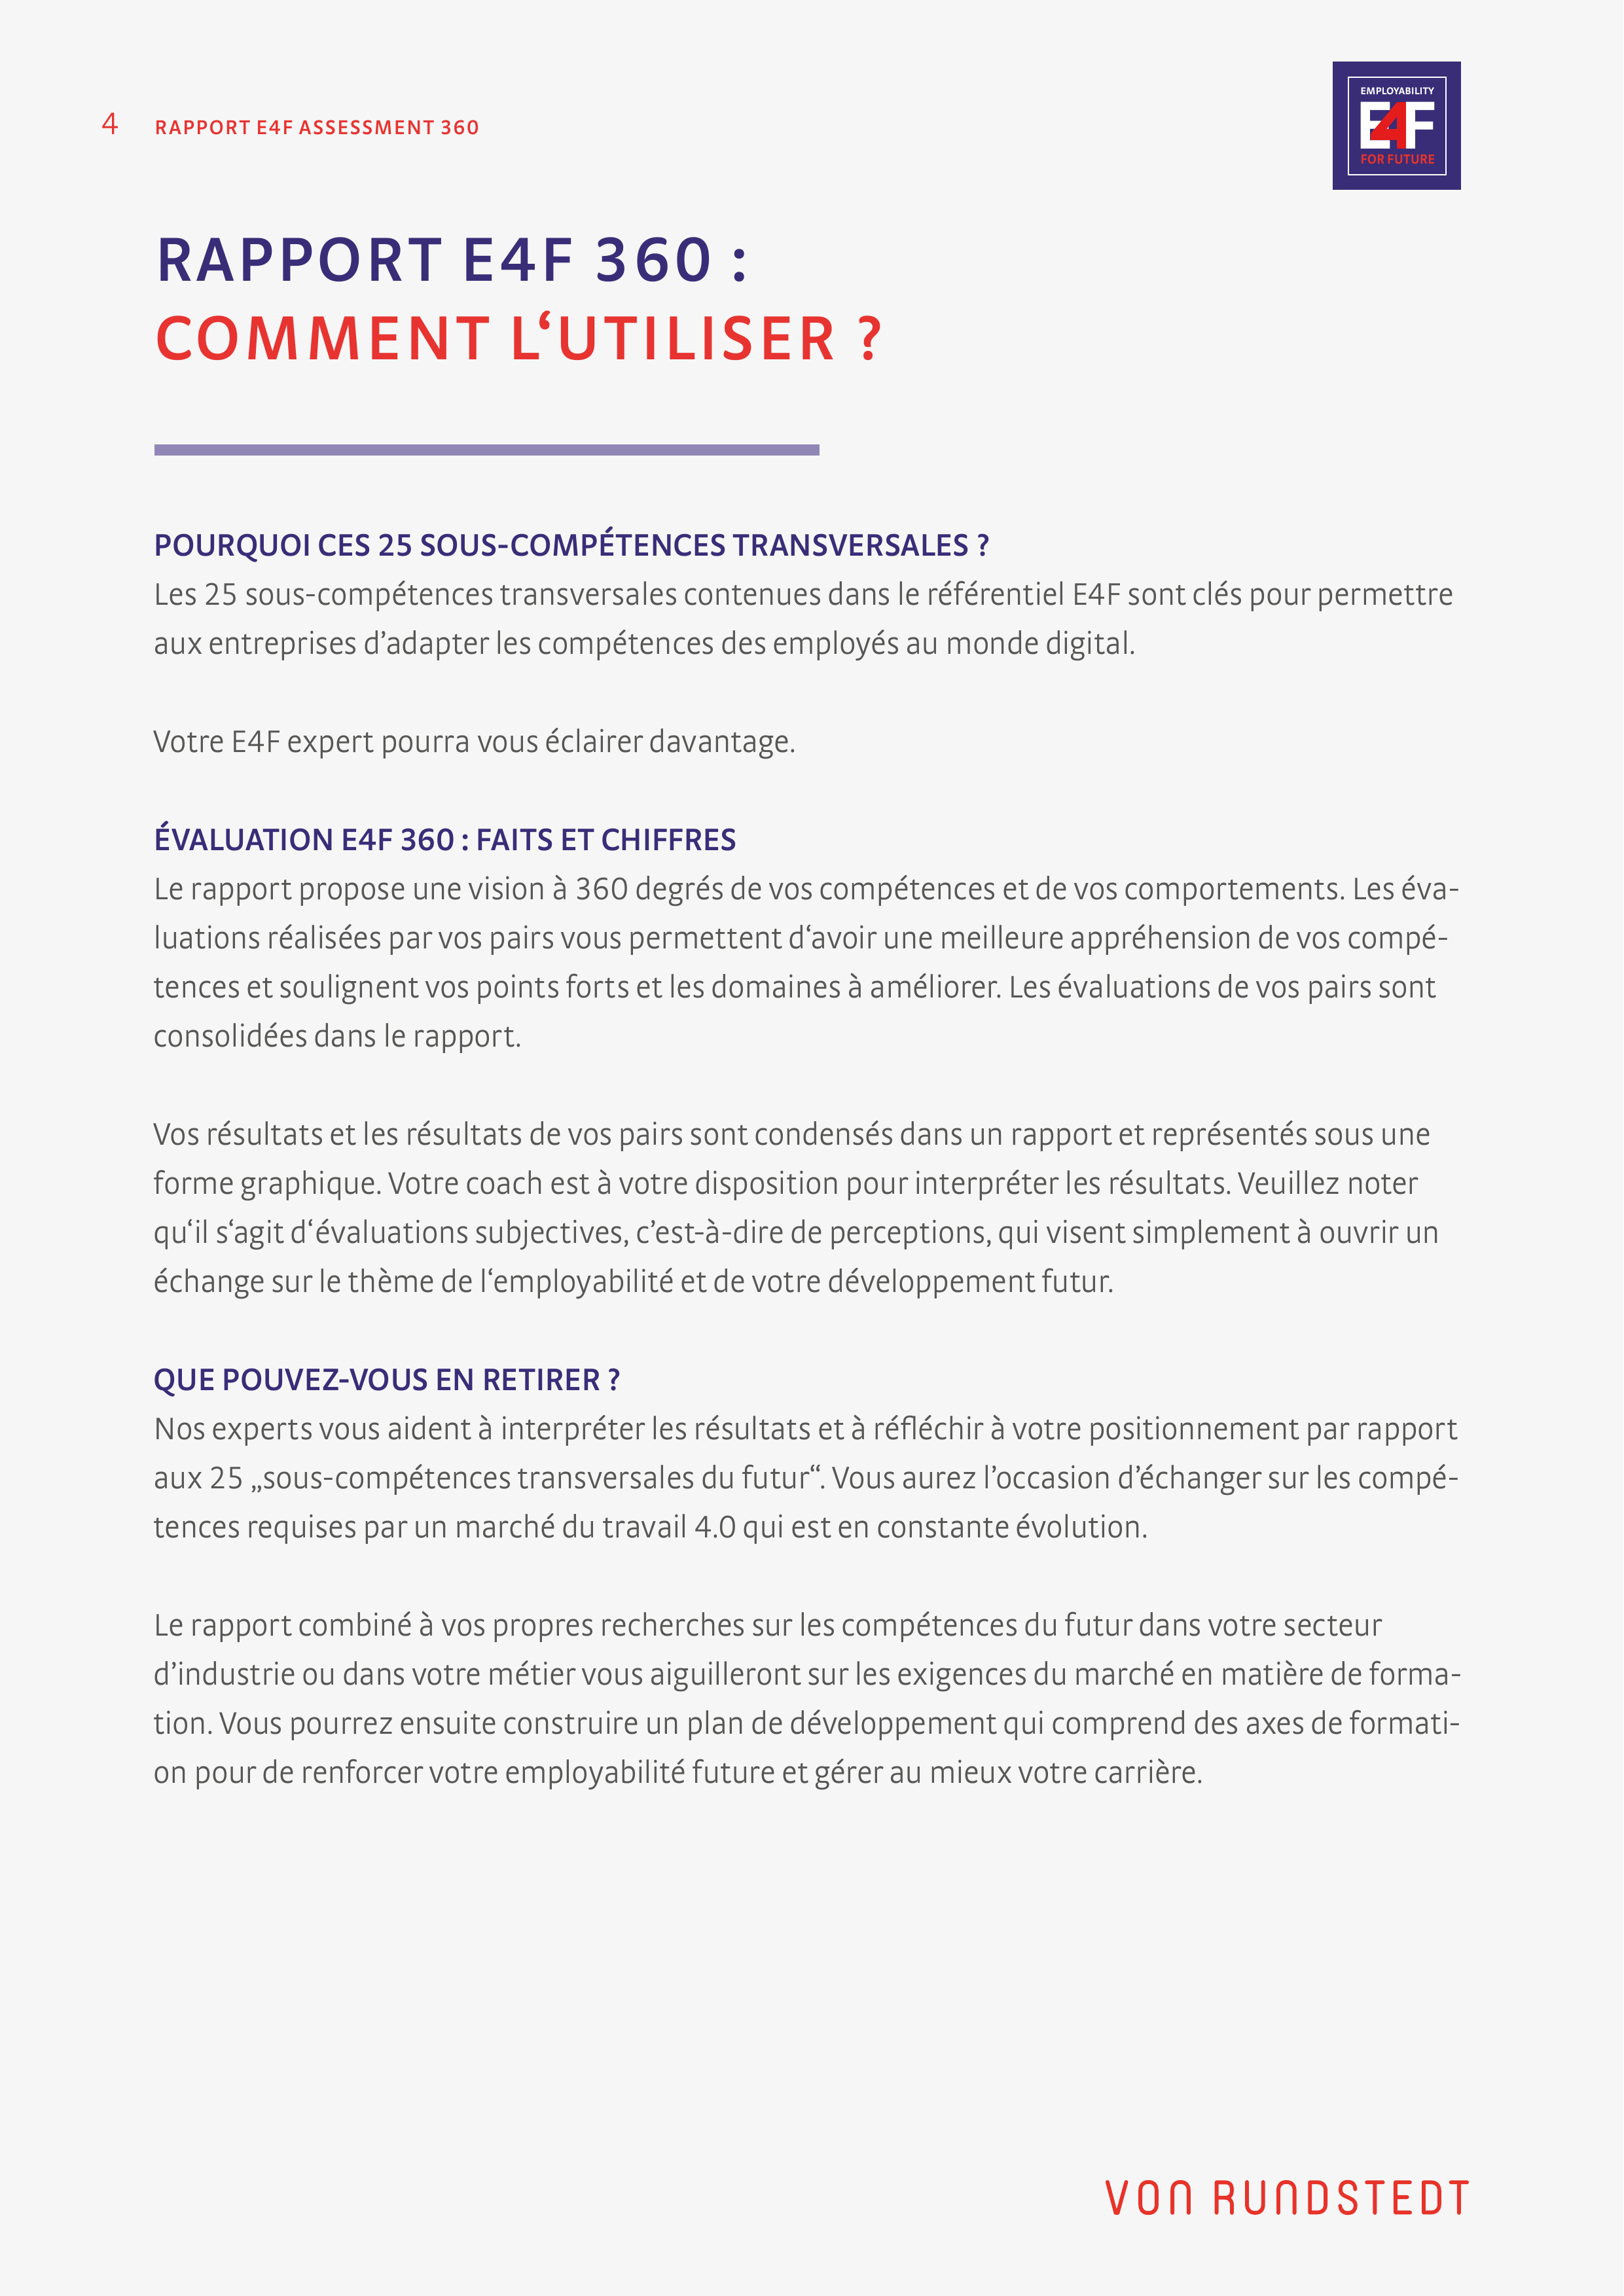 4 RAPPORT E4F ASSESSMENT 360
EMPLOYABILITY
E4F
FOR FUTURE
RAPPORT E4F 360 :
COMMENT L‘UTILISER ?
POURQUOI CES 25 SOUS-COMPÉTENCES TRANSVERSALES ?
Les 25 sous-compétences transversales contenues dans le référentiel E4F sont clés pour permettre
aux entreprises d’adapter les compétences des employés au monde digital.
Votre E4F expert pourra vous éclairer davantage.
ÉVALUATION E4F 360 : FAITS ET CHIFFRES
Le rapport propose une vision à 360 degrés de vos compétences et de vos comportements. Les éva-
luations réalisées par vos pairs vous permettent d‘avoir une meilleure appréhension de vos compé-
tences et soulignent vos points forts et les domaines à améliorer. Les évaluations de vos pairs sont
consolidées dans le rapport.
Vos résultats et les résultats de vos pairs sont condensés dans un rapport et représentés sous une
forme graphique. Votre coach est à votre disposition pour interpréter les résultats. Veuillez noter
qu‘il s‘agit d‘évaluations subjectives, c’est-à-dire de perceptions, qui visent simplement à ouvrir un
échange sur le thème de l‘employabilité et de votre développement futur.
QUE POUVEZ-VOUS EN RETIRER ?
Nos experts vous aident à interpréter les résultats et à réfléchir à votre positionnement par rapport
aux 25 „sous-compétences transversales du futur“. Vous aurez l’occasion d’échanger sur les compé-
tences requises par un marché du travail 4.0 qui est en constante évolution.
Le rapport combiné à vos propres recherches sur les compétences du futur dans votre secteur
d’industrie ou dans votre métier vous aiguilleront sur les exigences du marché en matière de forma-
tion. Vous pourrez ensuite construire un plan de développement qui comprend des axes de formati-
on pour de renforcer votre employabilité future et gérer au mieux votre carrière.
VON RUNDSTEDT